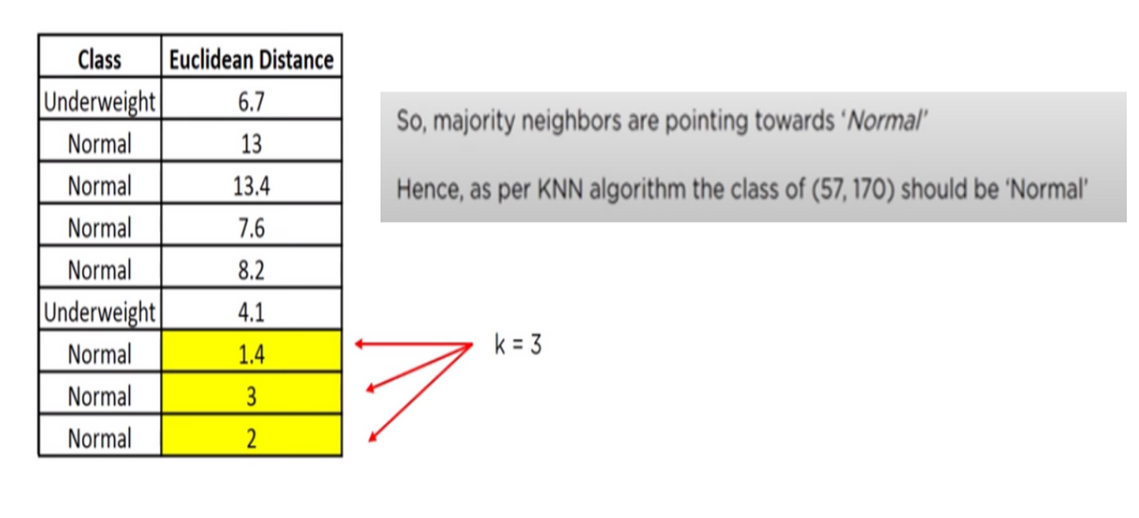 Class Euclidean Distance
Underweight 6.7
Normal 13
Normal 13.4
Normal 7.6
Normal 8.2
Underweight 4.1
Normal 1.4
Normal 3
Normal 2
So, majority neighbors are pointing towards ‘Normal’
Hence, as per KNN algorithm the class of (57, 170) should be ‘Normal’
k = 3